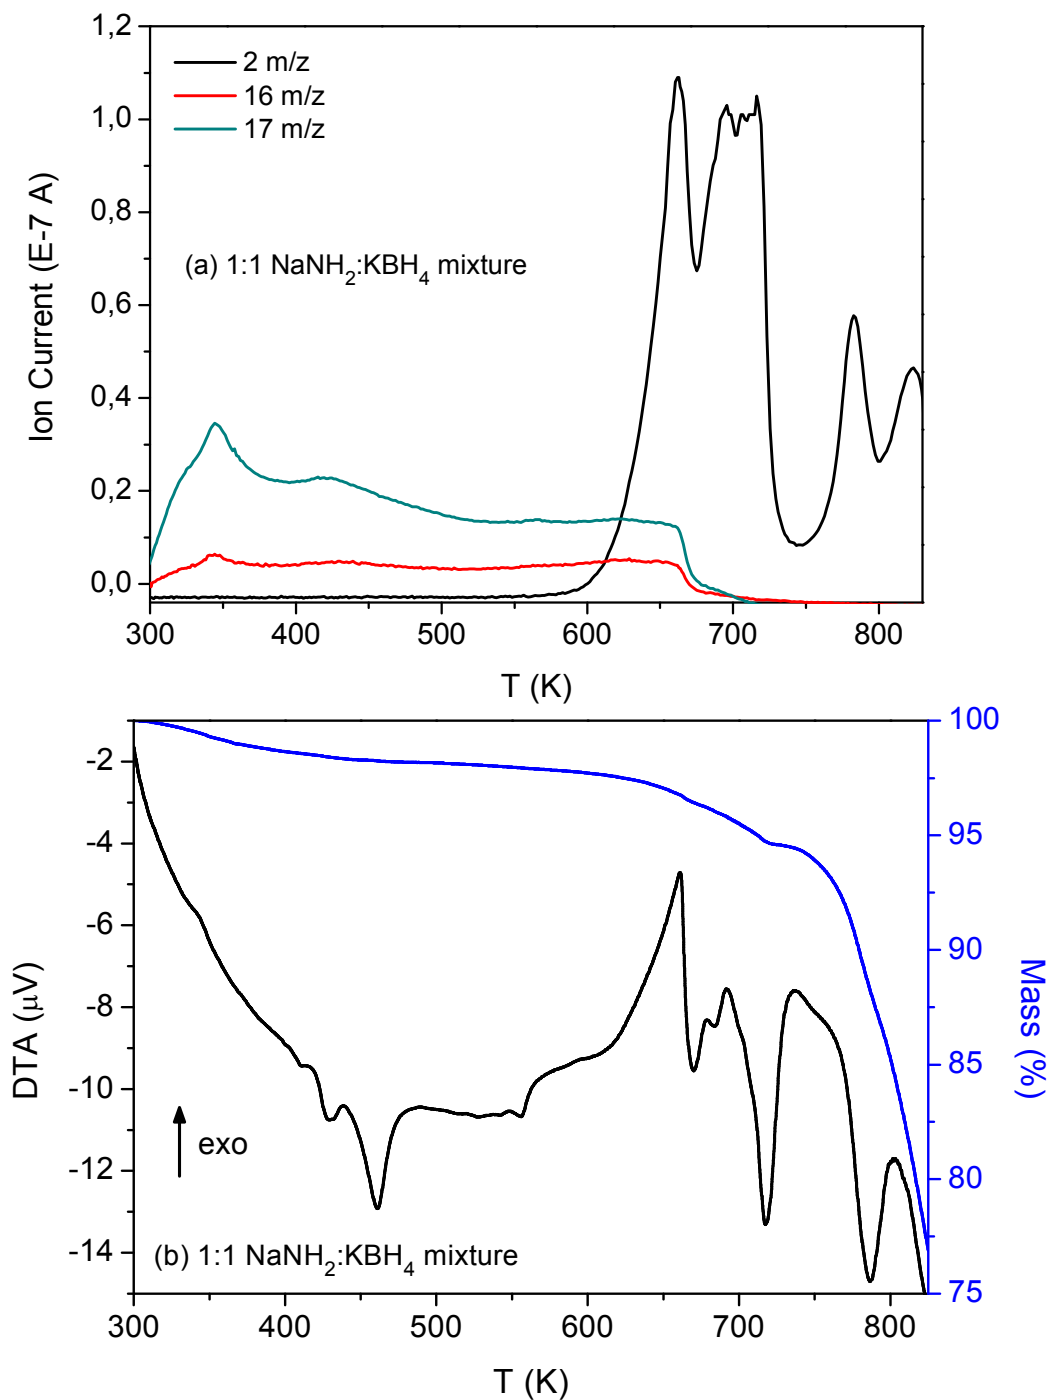 1,2
1,0
0,8
0,6
0,4
0,2
0,0
Ion Current (E-7 A)
2 m/z
16 m/z
17 m/z
(a) 1:1 NaNH₂:KBH₄ mixture
300 400 500 600 700 800
T (K)
-2
-4
-6
-8
-10
-12
-14
DTA (μV)
100
95
90
85
80
75
Mass (%)
exo
(b) 1:1 NaNH₂:KBH₄ mixture
300 400 500 600 700 800
T (K)